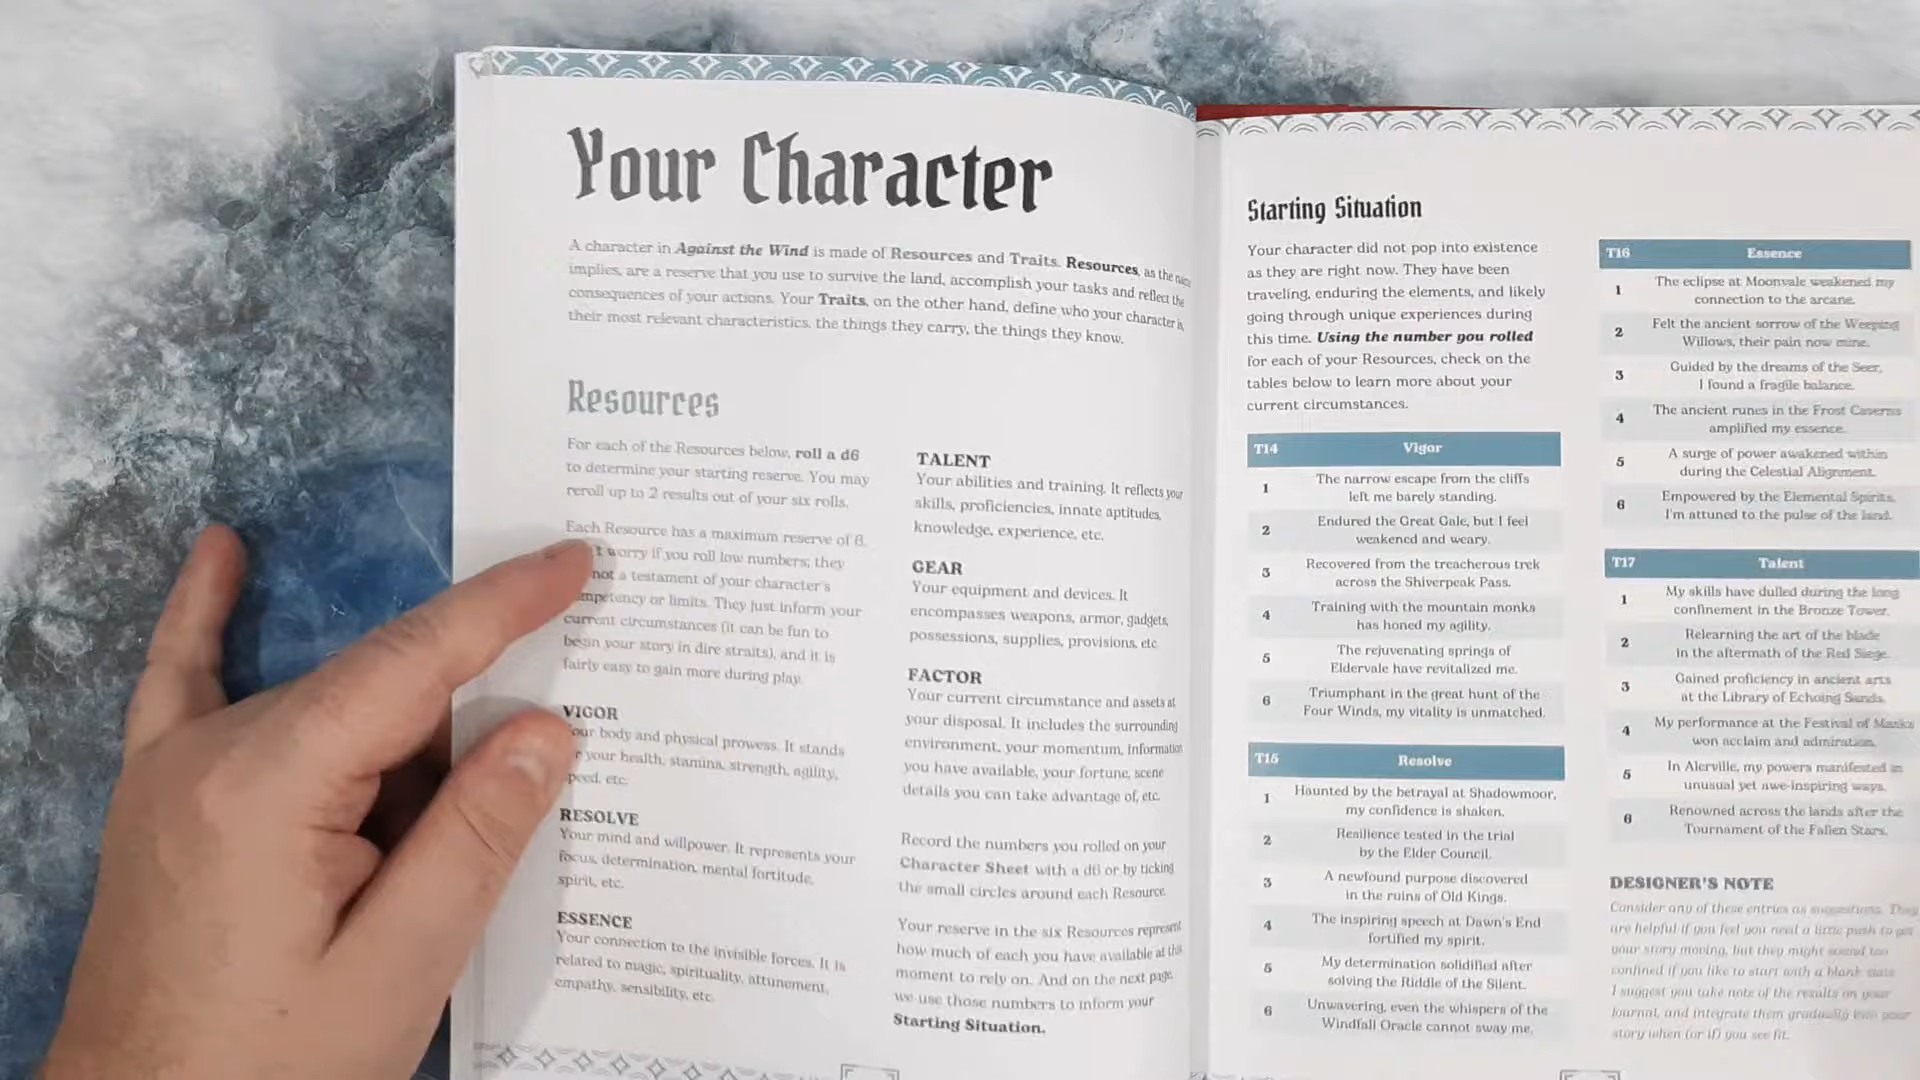 Your Character
A character in Against the Wind is made of Resources and Traits. Resources, as the name
implies, are a reserve that you use to survive the land, accomplish your tasks and reflect the
consequences of your actions. Your Traits, on the other hand, define who your character is,
their most relevant characteristics, the things they carry, the things they know.
Resources
For each of the Resources below, roll a d6
to determine your starting reserve. You may
reroll up to 2 results out of your six rolls.
Each Resource has a maximum reserve of 6.
worry if you roll low numbers; they
not a testament of your character's
competency or limits. They just inform your
current circumstances (it can be fun to
begin your story in dire straits), and it is
fairly easy to gain more during play.
VIGOR
Your body and physical prowess. It stands
your health, stamina, strength, agility,
speed, etc.
RESOLVE
Your mind and willpower. It represents your
focus, determination, mental fortitude,
spirit, etc.
ESSENCE
Your connection to the invisible forces. It is
related to magic, spirituality, attunement,
empathy, sensibility, etc.
TALENT
Your abilities and training. It reflects your
skills, proficiencies, innate aptitudes,
knowledge, experience, etc.
GEAR
Your equipment and devices. It
encompasses weapons, armor, gadgets,
possessions, supplies, provisions, etc
FACTOR
Your current circumstance and assets at
your disposal. It includes the surrounding
environment, your momentum, information
you have available, your fortune, scene
details you can take advantage of, etc.
Record the numbers you rolled on your
Character Sheet with a d6 or by ticking
the small circles around each Resource.
Your reserve in the six Resources represent
how much of each you have available at this
moment to rely on. And on the next page,
we use those numbers to inform your
Starting Situation.
Starting Situation
Your character did not pop into existence
as they are right now. They have been
traveling, enduring the elements, and likely
going through unique experiences during
this time. Using the number you rolled
for each of your Resources, check on the
tables below to learn more about your
current circumstances.
T14 Vigor
1 The narrow escape from the cliffs
left me barely standing.
2 Endured the Great Gale, but I feel
weakened and weary.
3 Recovered from the treacherous trek
across the Shiverpeak Pass.
4 Training with the mountain monks
has honed my agility.
5 The rejuvenating springs of
Eldervale have revitalized me.
6 Triumphant in the great hunt of the
Four Winds, my vitality is unmatched.
T15 Resolve
1 Haunted by the betrayal at Shadowmoor,
my confidence is shaken.
2 Resilience tested in the trial
by the Elder Council.
3 A newfound purpose discovered
in the ruins of Old Kings.
4 The inspiring speech at Dawn's End
fortified my spirit.
5 My determination solidified after
solving the Riddle of the Silent.
6 Unwavering, even the whispers of the
Windfall Oracle cannot sway me.
T16 Essence
1 The eclipse at Moonvale weakened my
connection to the arcane.
2 Felt the ancient sorrow of the Weeping
Willows, their pain now mine.
3 Guided by the dreams of the Seer,
I found a fragile balance.
4 The ancient runes in the Frost Caverns
amplified my essence.
5 A surge of power awakened within
during the Celestial Alignment.
6 Empowered by the Elemental Spirits,
I'm attuned to the pulse of the land.
T17 Talent
1 My skills have dulled during the long
confinement in the Bronze Tower.
2 Relearning the art of the blade
in the aftermath of the Red Siege.
3 Gained proficiency in ancient arts
at the Library of Echoing Sands.
4 My performance at the Festival of Masks
won acclaim and admiration.
5 In Alerville, my powers manifested in
unusual yet awe-inspiring ways.
6 Renowned across the lands after the
Tournament of the Fallen Stars.
DESIGNER'S NOTE
Consider any of these entries as suggestions. They
are helpful if you feel you need a little push to get
your story moving, but they might sound too
confined if you like to start with a blank slate.
I suggest you take note of the results on your
journal, and integrate them gradually into your
story when (or if) you see fit.